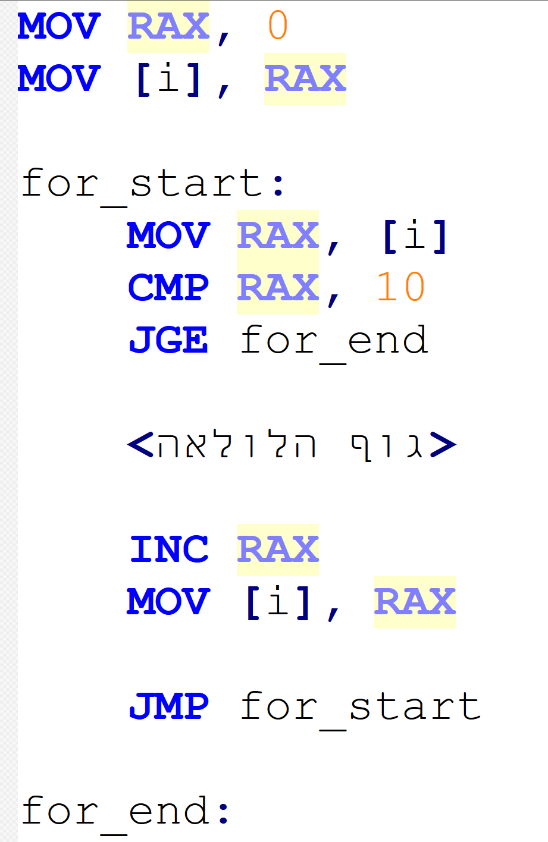 MOV RAX, 0
MOV [i], RAX
for_start:
MOV RAX, [i]
CMP RAX, 10
JGE for_end
<גוף הלולאה>
INC RAX
MOV [i], RAX
JMP for_start
for_end: